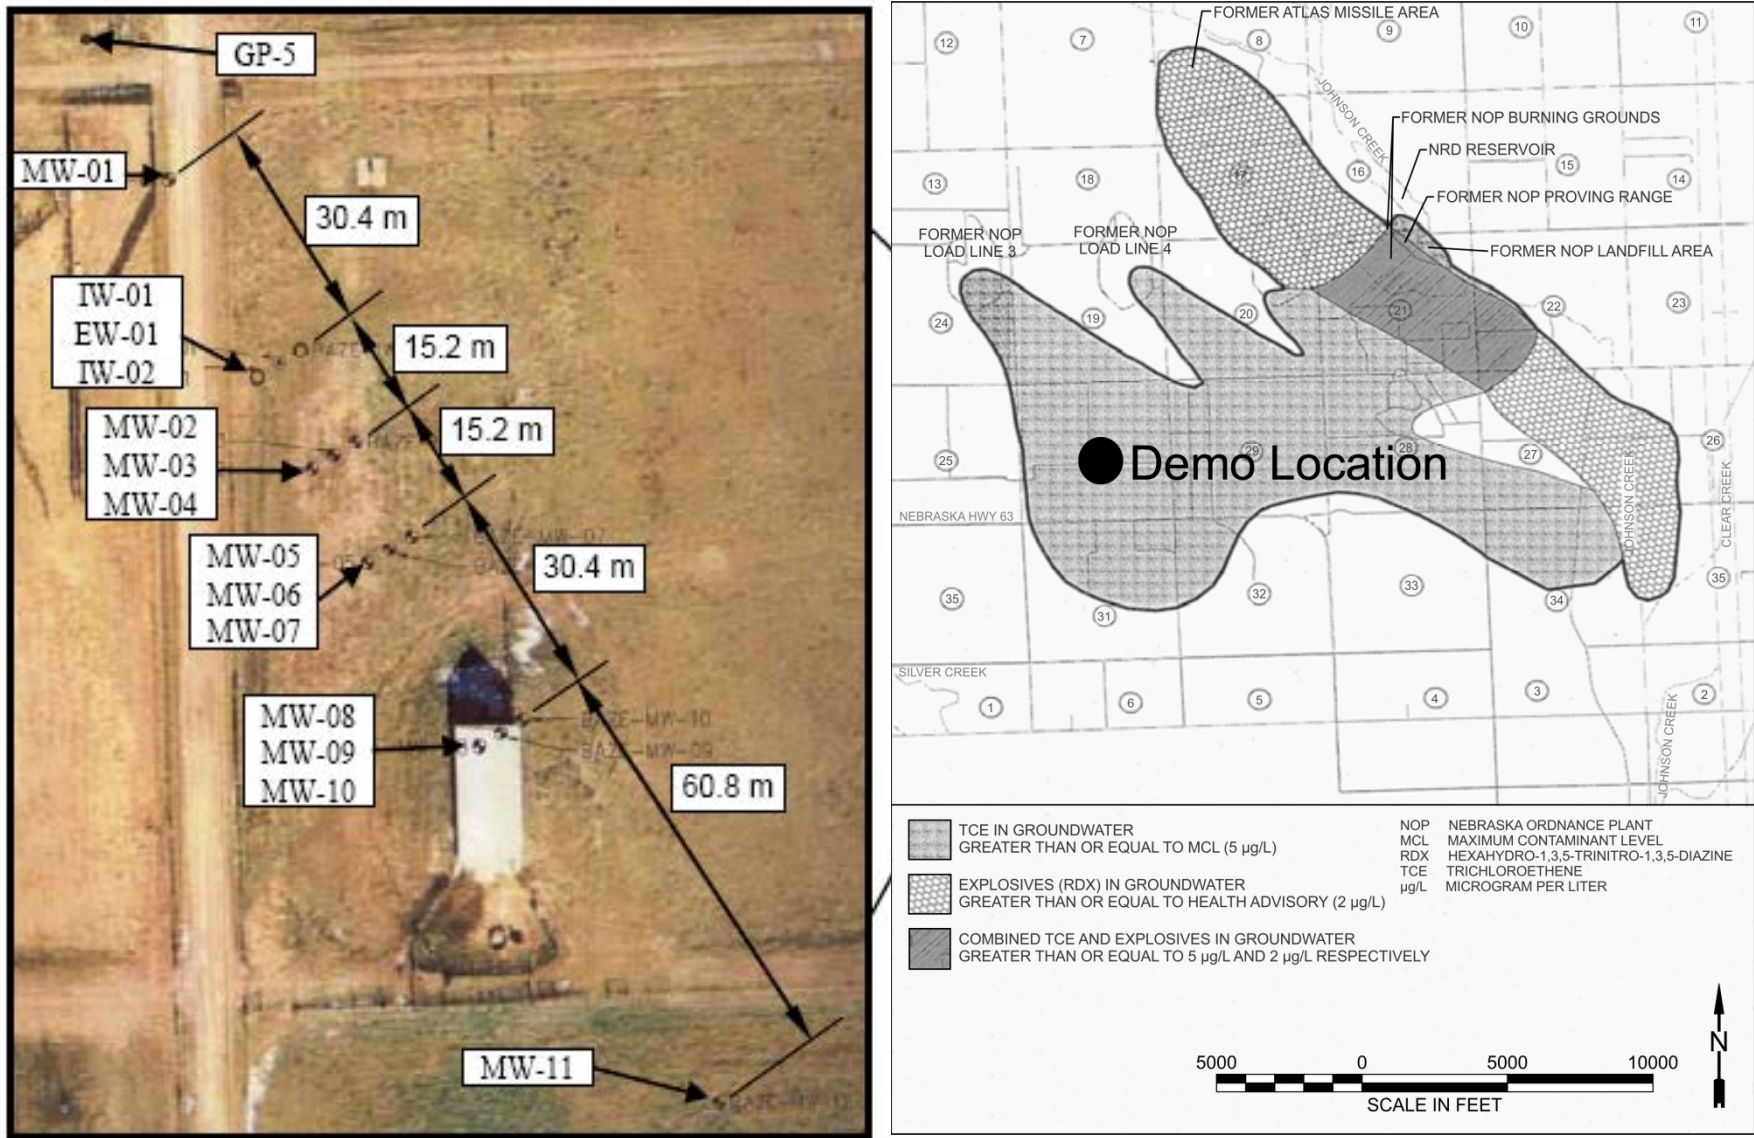 GP-5
MW-01
30.4 m
IW-01
EW-01
IW-02
15.2 m
MW-02
MW-03
MW-04
15.2 m
MW-05
MW-06
MW-07
30.4 m
MW-08
MW-09
MW-10
BAZE-MW-10
BAZE-MW-09
60.8 m
MW-11
FORMER ATLAS MISSILE AREA
12
7
8
9
10
11
JOHNSON CREEK
FORMER NOP BURNING GROUNDS
NRD RESERVOIR
13
18
17
16
15
14
FORMER NOP PROVING RANGE
FORMER NOP
LOAD LINE 3
FORMER NOP
LOAD LINE 4
FORMER NOP LANDFILL AREA
24
19
20
21
22
23
25
Demo Location
29
28
27
26
NEBRASKA HWY 63
JOHNSON CREEK
CLEAR CREEK
35
31
32
33
34
35
SILVER CREEK
1
6
5
4
3
2
JOHNSON CREEK
TCE IN GROUNDWATER
GREATER THAN OR EQUAL TO MCL (5 µg/L)
EXPLOSIVES (RDX) IN GROUNDWATER
GREATER THAN OR EQUAL TO HEALTH ADVISORY (2 µg/L)
COMBINED TCE AND EXPLOSIVES IN GROUNDWATER
GREATER THAN OR EQUAL TO 5 µg/L AND 2 µg/L RESPECTIVELY
NOP NEBRASKA ORDNANCE PLANT
MCL MAXIMUM CONTAMINANT LEVEL
RDX HEXAHYDRO-1,3,5-TRINITRO-1,3,5-DIAZINE
TCE TRICHLOROETHENE
µg/L MICROGRAM PER LITER
5000 0 5000 10000
SCALE IN FEET
N